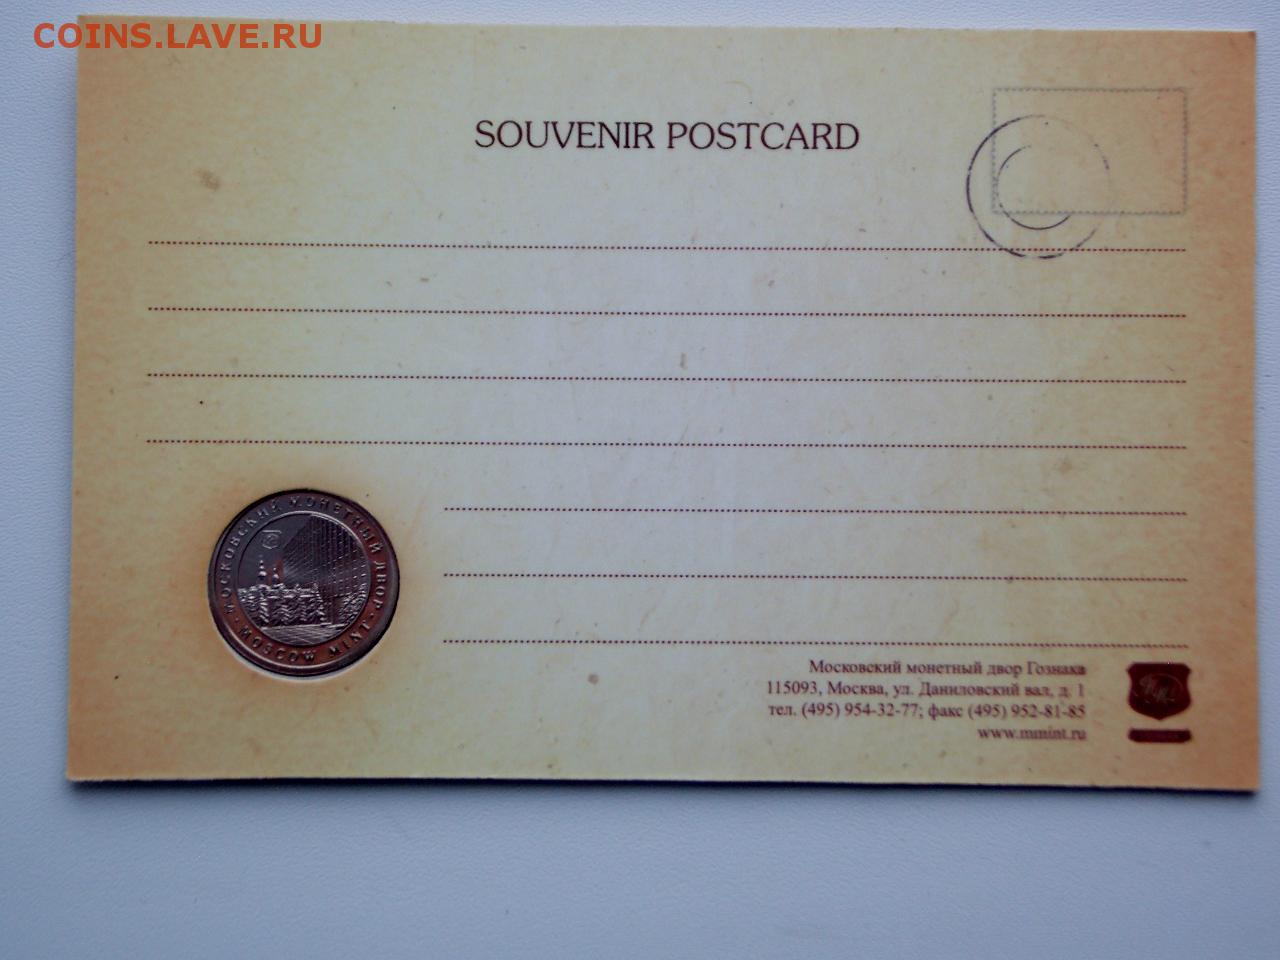 COINS.LAVE.RU
SOUVENIR POSTCARD
МОСКОВСКИЙ МОНЕТНЫЙ ДВОР
MOSCOW MINT
Московский монетный двор Гознака
115093, Москва, ул. Даниловский вал, д. 1
тел. (495) 954-32-77; факс (495) 952-81-85
www.mmint.ru